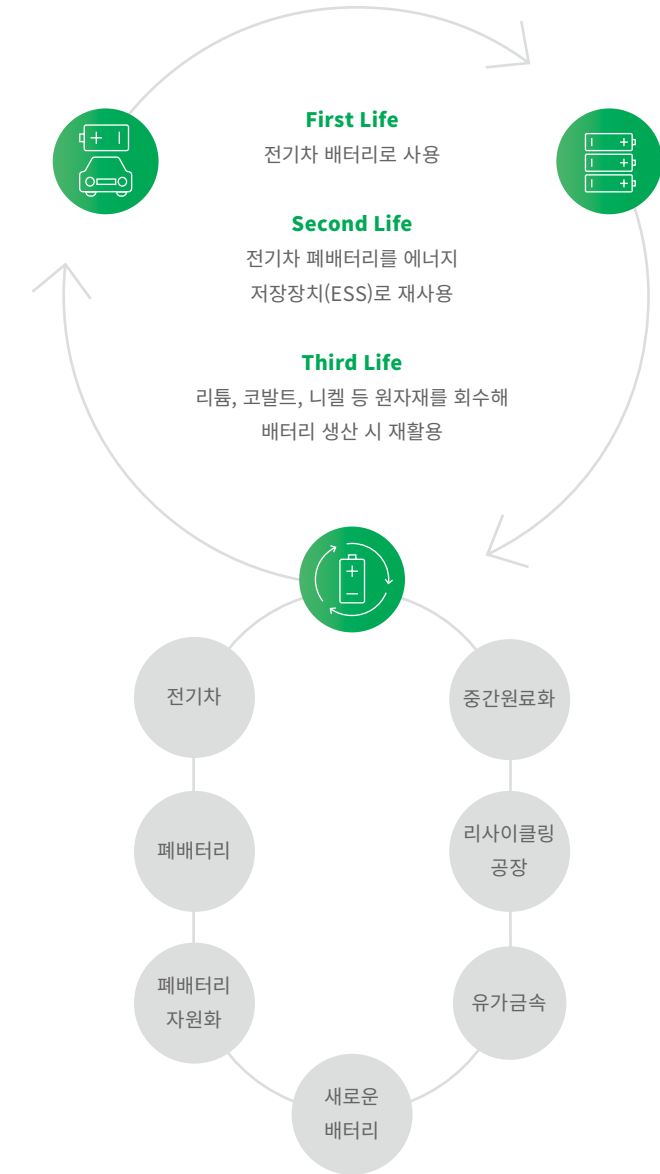 First Life
전기차 배터리로 사용
Second Life
전기차 폐배터리를 에너지
저장장치(ESS)로 재사용
Third Life
리튬, 코발트, 니켈 등 원자재를 회수해
배터리 생산 시 재활용
전기차
폐배터리
폐배터리
자원화
새로운
배터리
중간원료화
리사이클링
공장
유가금속